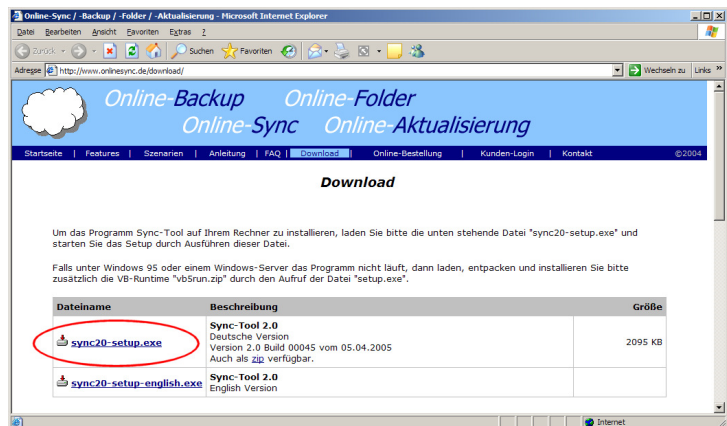 Online-Sync / -Backup / -Folder / -Aktualisierung - Microsoft Internet Explorer
Datei Bearbeiten Ansicht Favoriten Extras ?
Zurück Suchen Favoriten
Adresse http://www.onlinesync.de/download/ Wechseln zu Links »
Online-Backup Online-Folder
Online-Sync Online-Aktualisierung
Startseite | Features | Szenarien | Anleitung | FAQ | Download | Online-Bestellung | Kunden-Login | Kontakt ©2004
Download
Um das Programm Sync-Tool auf Ihrem Rechner zu installieren, laden Sie bitte die unten stehende Datei "sync20-setup.exe" und
starten Sie das Setup durch Ausführen dieser Datei.
Falls unter Windows 95 oder einem Windows-Server das Programm nicht läuft, dann laden, entpacken und installieren Sie bitte
zusätzlich die VB-Runtime "vb5run.zip" durch den Aufruf der Datei "setup.exe".
Dateiname Beschreibung Größe
sync20-setup.exe
Sync-Tool 2.0
Deutsche Version
Version 2.0 Build 00045 vom 05.04.2005
Auch als zip verfügbar.
2095 KB
sync20-setup-english.exe
Sync-Tool 2.0
English Version
Internet